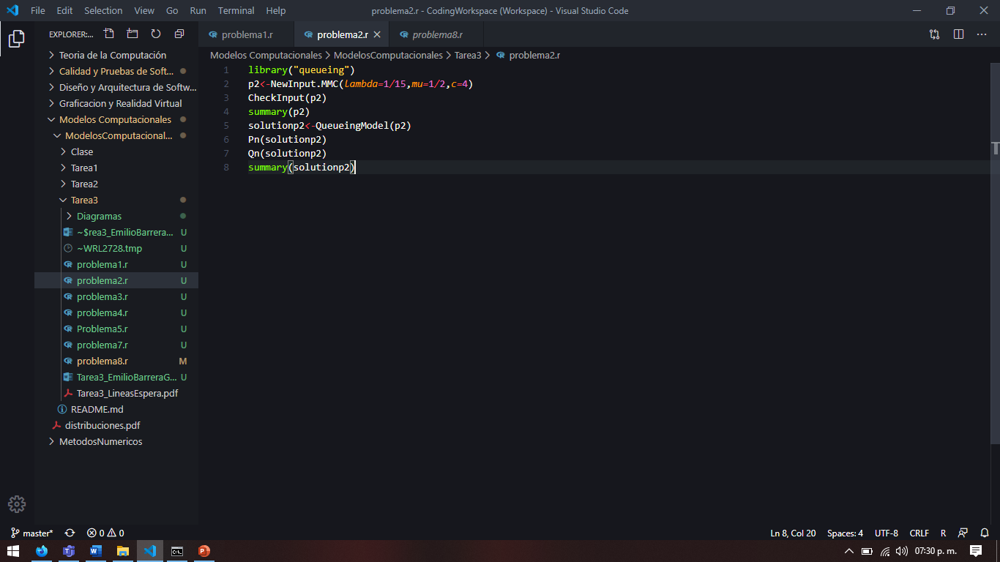 File Edit Selection View Go Run Terminal Help
problema2.r - CodingWorkspace (Workspace) - Visual Studio Code
EXPLORER:...
problema1.r
problema2.r
problema8.r
Modelos Computacionales > ModelosComputacionales > Tarea3 > problema2.r
Teoria de la Computación
Calidad y Pruebas de Soft...
Diseño y Arquitectura de Softw...
Graficacion y Realidad Virtual
Modelos Computacionales
ModelosComputacional...
Clase
Tarea1
Tarea2
Tarea3
Diagramas
~$rea3_EmilioBarrera... U
~WRL2728.tmp U
problema1.r U
problema2.r U
problema3.r U
problema4.r U
Problema5.r U
problema7.r U
problema8.r M
Tarea3_EmilioBarreraG... U
Tarea3_LineasEspera.pdf
README.md
distribuciones.pdf
MetodosNumericos
1 library("queueing")
2 p2<-NewInput.MMC(lambda=1/15,mu=1/2,c=4)
3 CheckInput(p2)
4 summary(p2)
5 solutionp2<-QueueingModel(p2)
6 Pn(solutionp2)
7 Qn(solutionp2)
8 summary(solutionp2)
master* 0 0
Ln 8, Col 20 Spaces: 4 UTF-8 CRLF R
07:30 p. m.